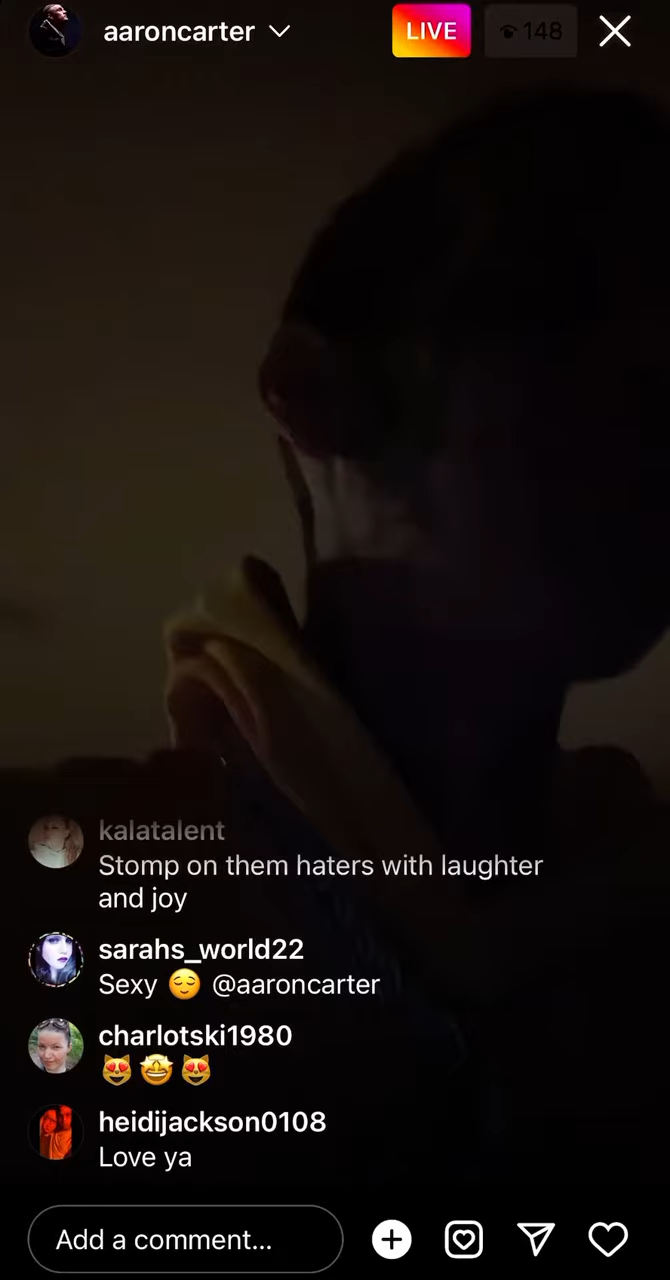 aaroncarter
LIVE
148
kalatalent
Stomp on them haters with laughter
and joy
sarahs_world22
Sexy 😌 @aaroncarter
charlotski1980
😻🤩😻
heidijackson0108
Love ya
Add a comment...